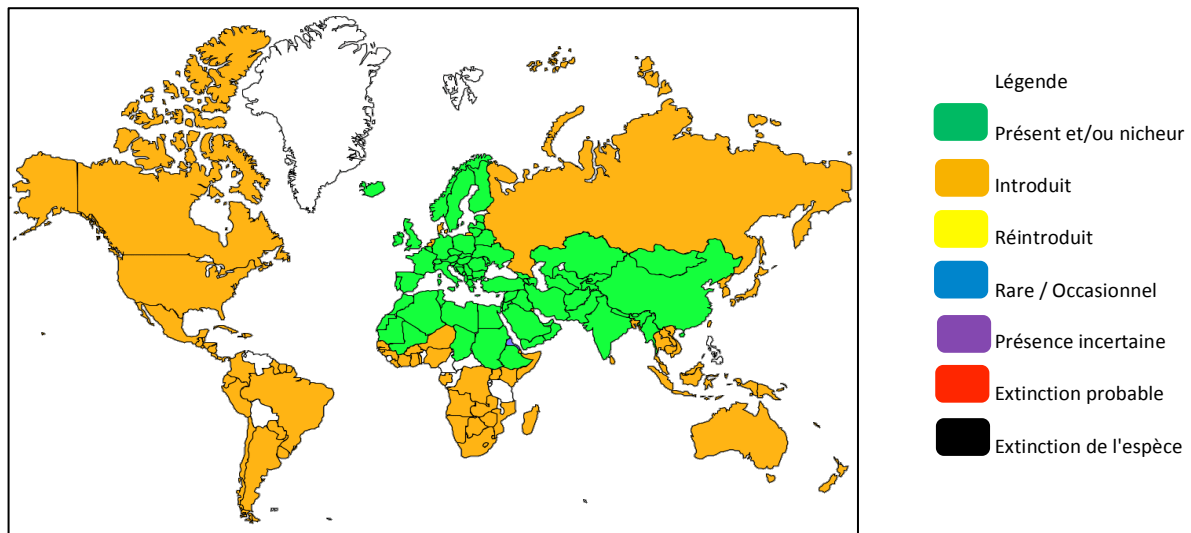 Légende
Présent et/ou nicheur
Introduit
Réintroduit
Rare / Occasionnel
Présence incertaine
Extinction probable
Extinction de l'espèce